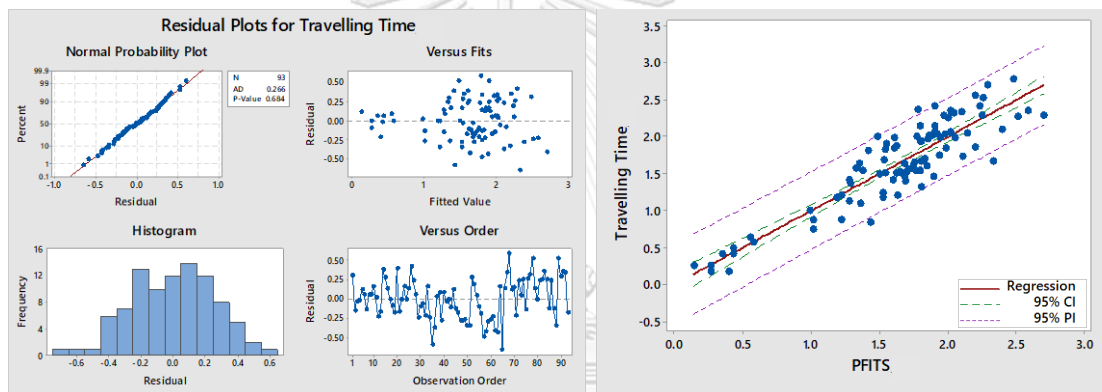 Residual Plots for Travelling Time
Normal Probability Plot
Percent
99.9
99
90
50
10
1
0.1
-1.0 -0.5 0.0 0.5 1.0
Residual
N 93
AD 0.266
P-Value 0.684
Versus Fits
Residual
0.50
0.25
0.00
-0.25
-0.50
0 1 2 3
Fitted Value
Histogram
Frequency
16
12
8
4
0
-0.6 -0.4 -0.2 0.0 0.2 0.4 0.6
Residual
Versus Order
Residual
0.50
0.25
0.00
-0.25
-0.50
1 10 20 30 40 50 60 70 80 90
Observation Order
Travelling Time
3.5
3.0
2.5
2.0
1.5
1.0
0.5
0.0
-0.5
0.0 0.5 1.0 1.5 2.0 2.5 3.0
PFITS
Regression
95% CI
95% PI